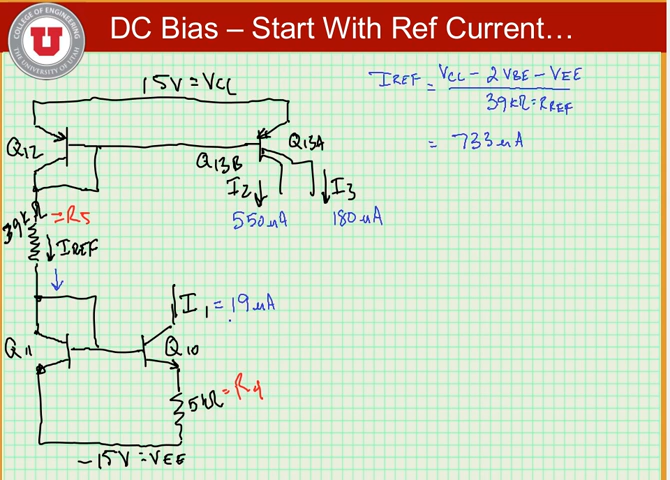 DC Bias – Start With Ref Current…
COLLEGE OF ENGINEERING
U
THE UNIVERSITY OF UTAH
15V = VCC
IREF = VCC - 2VBE - VEE
39kΩ = RREF
= 733uA
Q12
Q13B
Q13A
I2
550uA
I3
180uA
39kΩ = R5
IREF
I1 = 19uA
Q11
Q10
5kΩ = R4
-15V = VEE